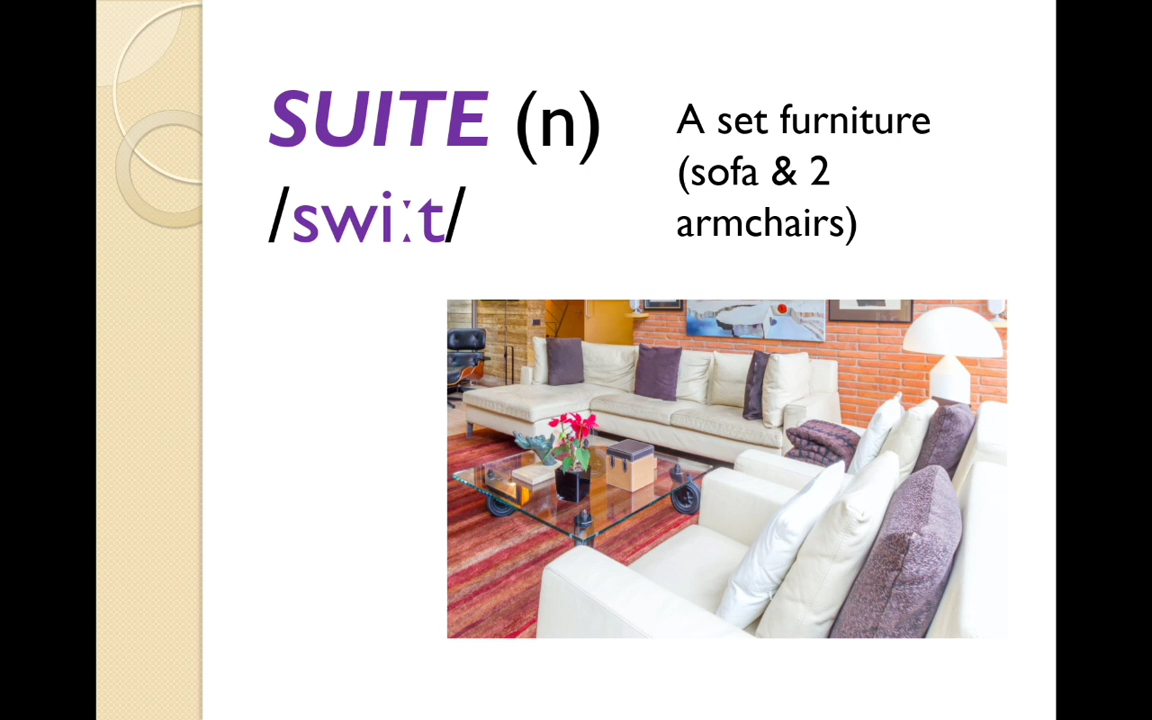 SUITE (n)
/swiːt/
A set furniture
(sofa & 2
armchairs)